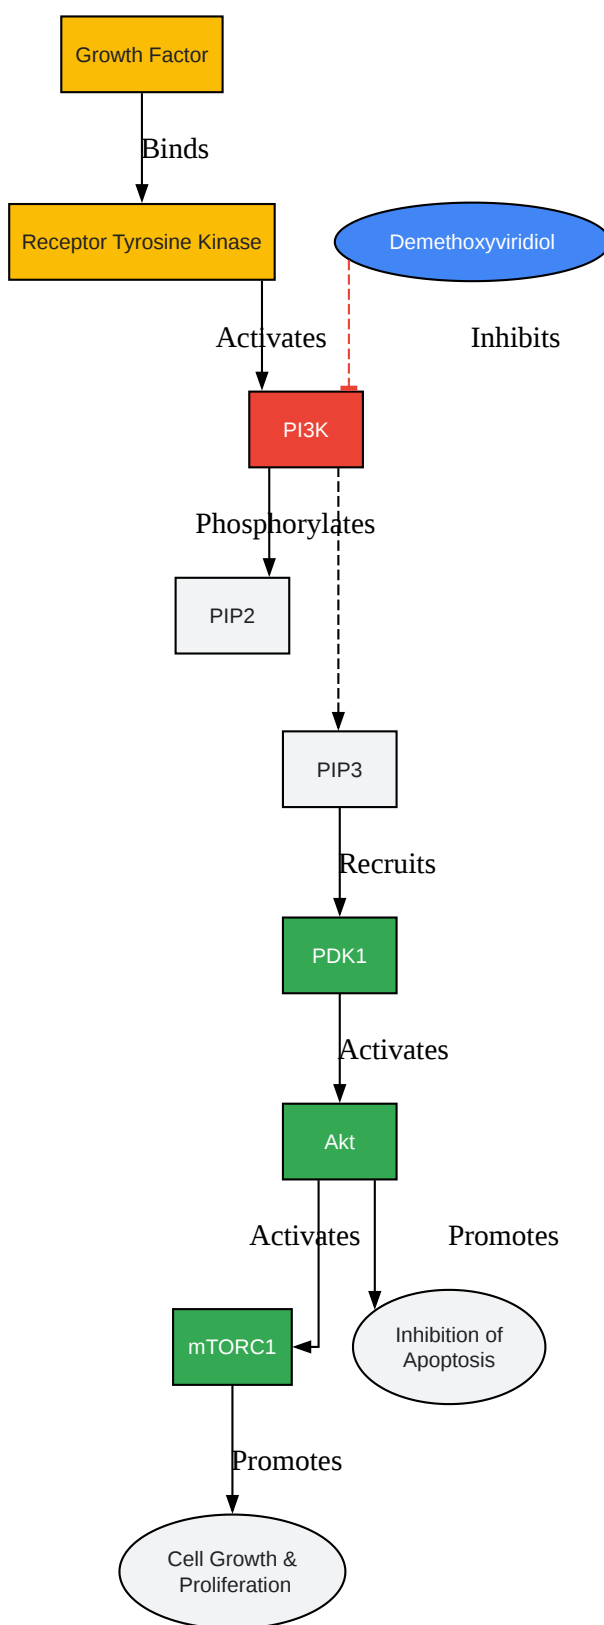 Growth Factor
Binds
Receptor Tyrosine Kinase
Demethoxyviridiol
Activates
Inhibits
PI3K
Phosphorylates
PIP2
PIP3
Recruits
PDK1
Activates
Akt
Activates
Promotes
mTORC1
Inhibition of
Apoptosis
Promotes
Cell Growth &
Proliferation